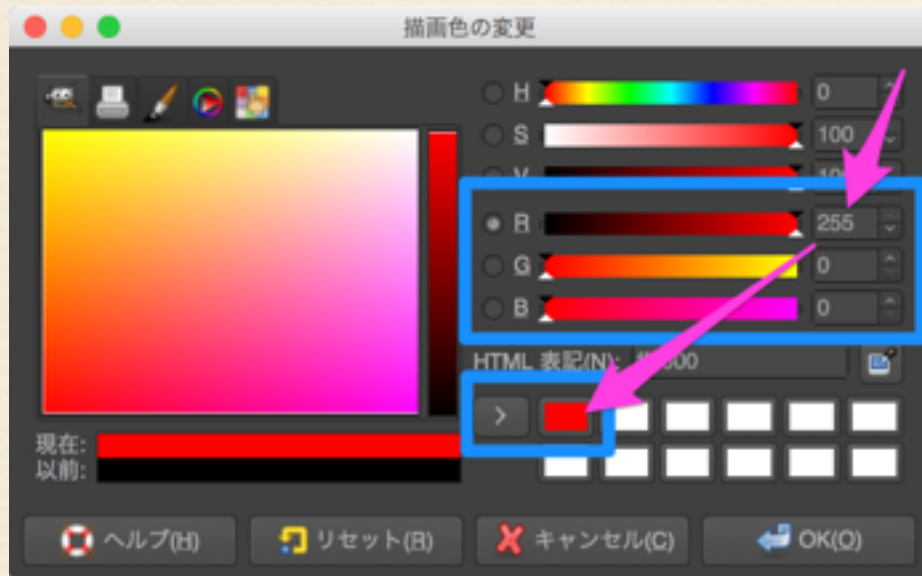 描画色の変更
H 0
S 100
V
R 255
G 0
B 0
HTML 表記(N):
>
現在:
以前:
ヘルプ(H) リセット(R) キャンセル(C) OK(O)